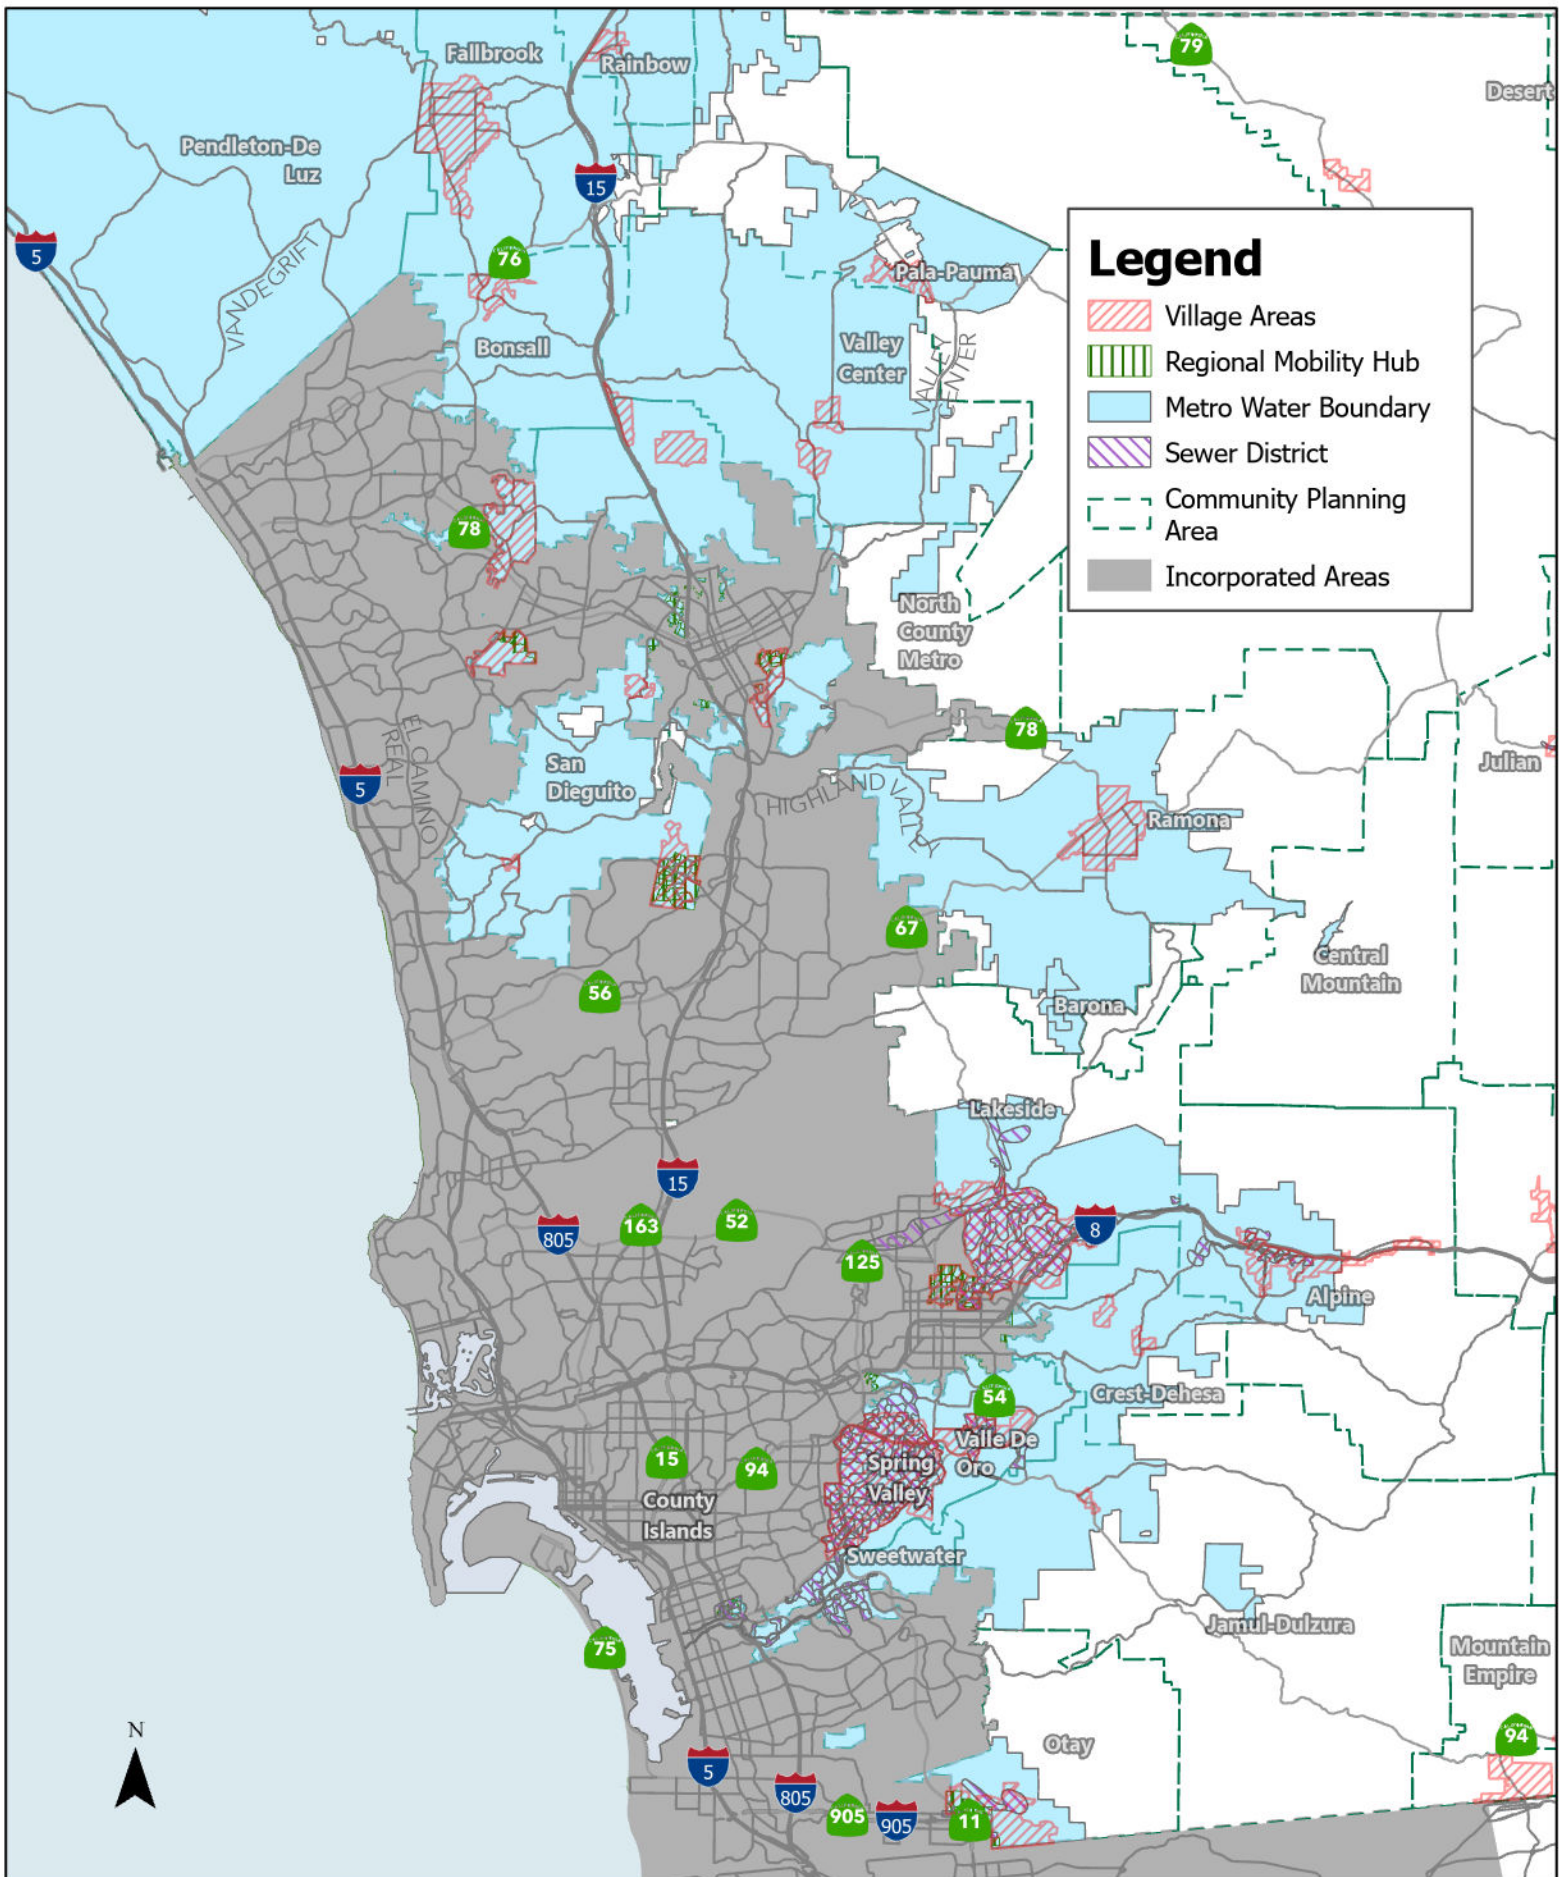 Fallbrook
Rainbow
79
Desert
Pendleton-De
Luz
15
5
VANDEGRIFT
76
Pala-Pauma
Legend
Village Areas
Regional Mobility Hub
Metro Water Boundary
Sewer District
Community Planning
Area
Incorporated Areas
Bonsall
Valley
Center
VALLEY
CENTER
78
North
County
Metro
78
EL CAMINO
REAL
5
San
Dieguito
HIGHLAND VALLEY
Julian
Ramona
67
Central
Mountain
56
Barona
Lakeside
15
805
163
52
125
8
Alpine
54
Crest-Dehesa
Valle De
Oro
Spring
Valley
15
94
County
Islands
Sweetwater
75
Jamul-Dulzura
Mountain
Empire
N
Otay
94
5
805
905
905
11